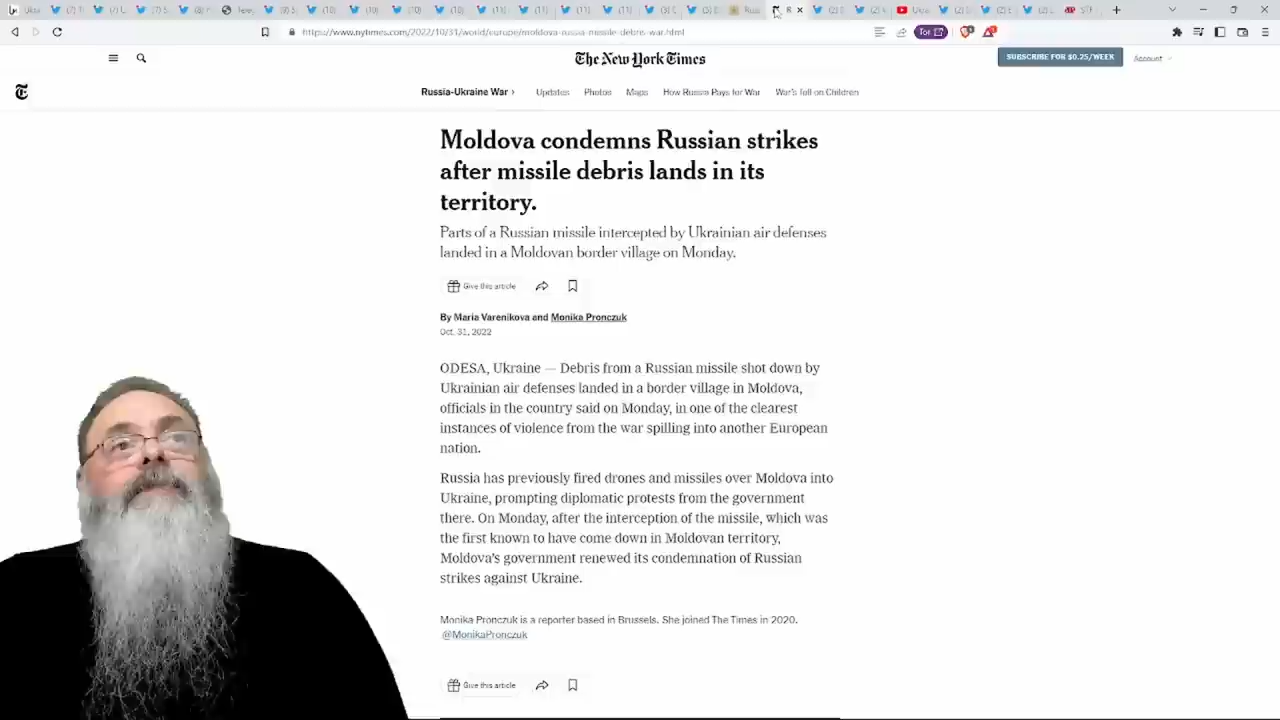 https://www.nytimes.com/2022/10/31/world/europe/moldova-russia-missile-debris-war.html
Tor
The New York Times
SUBSCRIBE FOR $0.25/WEEK
Account
Russia-Ukraine War
Updates
Photos
Maps
How Russia Pays for War
War's Toll on Children
Moldova condemns Russian strikes
after missile debris lands in its
territory.
Parts of a Russian missile intercepted by Ukrainian air defenses
landed in a Moldovan border village on Monday.
Give this article
By Maria Varenikova and Monika Pronczuk
Oct. 31, 2022
ODESA, Ukraine — Debris from a Russian missile shot down by
Ukrainian air defenses landed in a border village in Moldova,
officials in the country said on Monday, in one of the clearest
instances of violence from the war spilling into another European
nation.
Russia has previously fired drones and missiles over Moldova into
Ukraine, prompting diplomatic protests from the government
there. On Monday, after the interception of the missile, which was
the first known to have come down in Moldovan territory,
Moldova's government renewed its condemnation of Russian
strikes against Ukraine.
Monika Pronczuk is a reporter based in Brussels. She joined The Times in 2020.
@MonikaPronczuk
Give this article